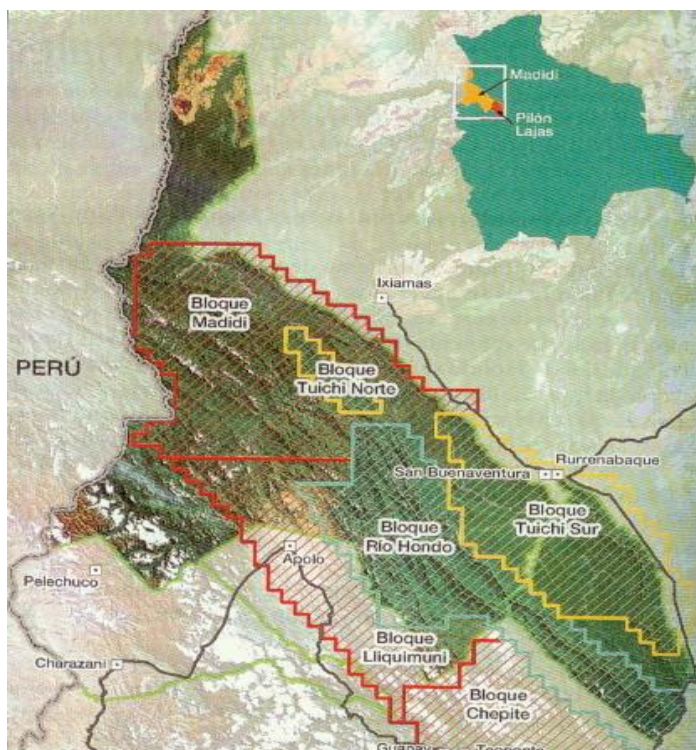 Madidi
Pilón
Lajas
Ixiamas
Bloque
Madidi
PERÚ
Bloque
Tuichi Norte
San Buenaventura
Rurrenabaque
Bloque
Tuichi Sur
Bloque
Río Hondo
Apolo
Pelechuco
Bloque
Lliquimuni
Charazani
Bloque
Chepite